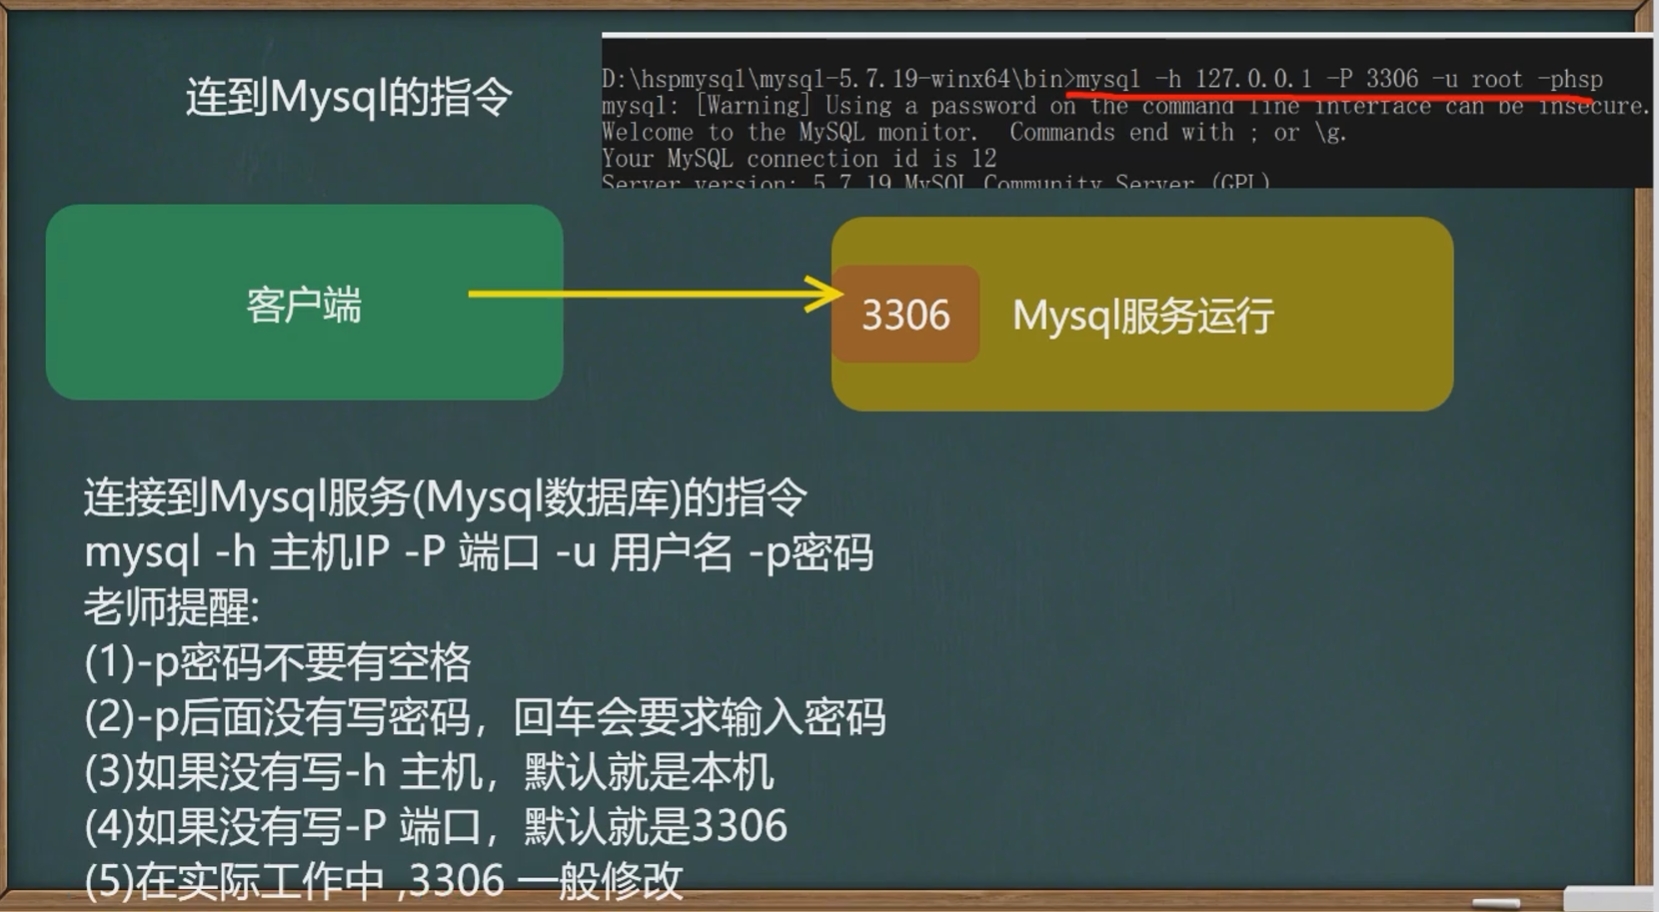 连到Mysql的指令
D:\hspmysql\mysql-5.7.19-winx64\bin>mysql -h 127.0.0.1 -P 3306 -u root -phsp
mysql: [Warning] Using a password on the command line interface can be insecure.
Welcome to the MySQL monitor.  Commands end with ; or \g.
Your MySQL connection id is 12
Server version: 5.7.19 MySQL Community Server (GPL)
客户端
3306
Mysql服务运行
连接到Mysql服务(Mysql数据库)的指令
mysql -h 主机IP -P 端口 -u 用户名 -p密码
老师提醒:
(1)-p密码不要有空格
(2)-p后面没有写密码，回车会要求输入密码
(3)如果没有写-h 主机，默认就是本机
(4)如果没有写-P 端口，默认就是3306
(5)在实际工作中 ,3306 一般修改